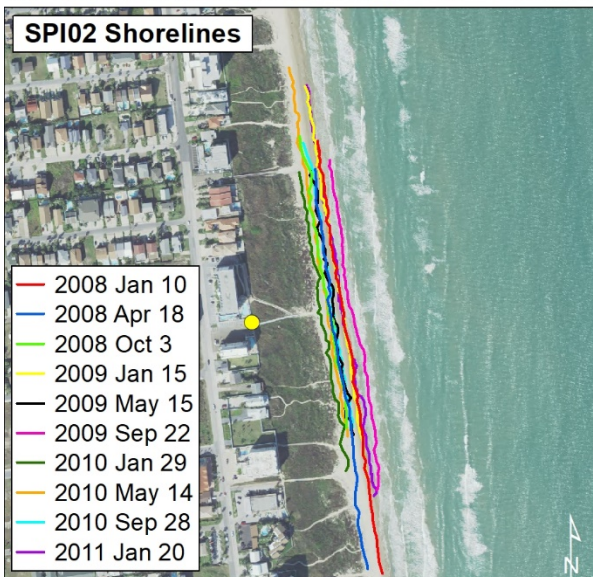 SPI02 Shorelines
2008 Jan 10
2008 Apr 18
2008 Oct 3
2009 Jan 15
2009 May 15
2009 Sep 22
2010 Jan 29
2010 May 14
2010 Sep 28
2011 Jan 20
N